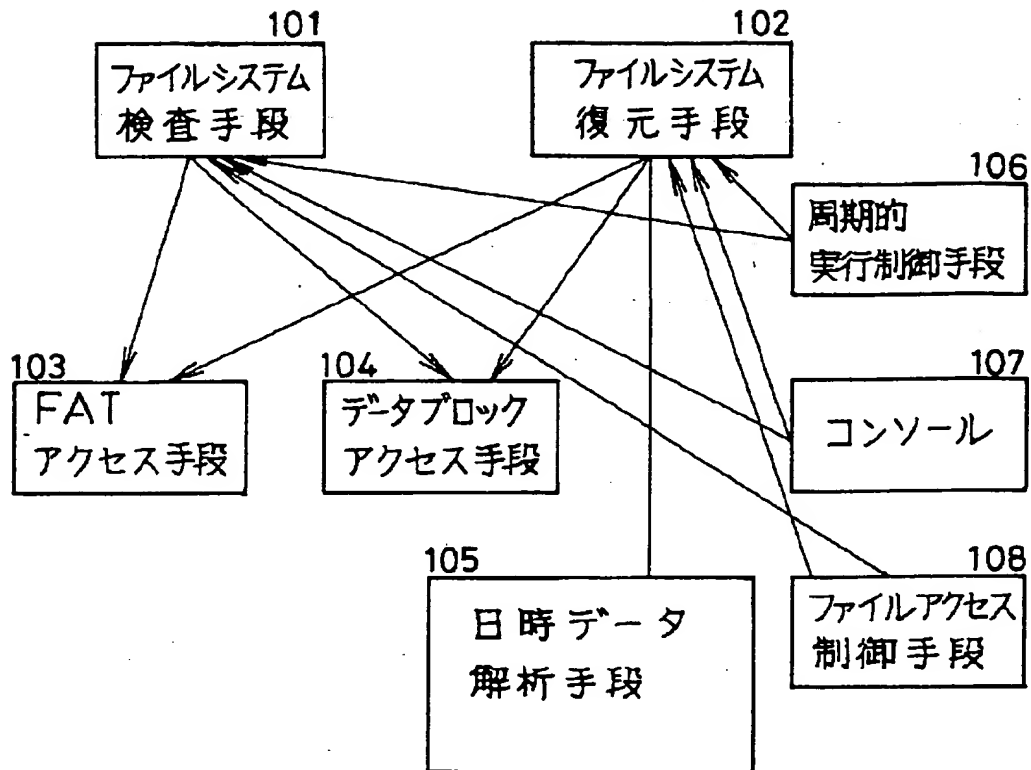 101
ファイルシステム
検査手段
102
ファイルシステム
復元手段
106
周期的
実行制御手段
103
FAT
アクセス手段
104
データブロック
アクセス手段
107
コンソール
105
日時データ
解析手段
108
ファイルアクセス
制御手段